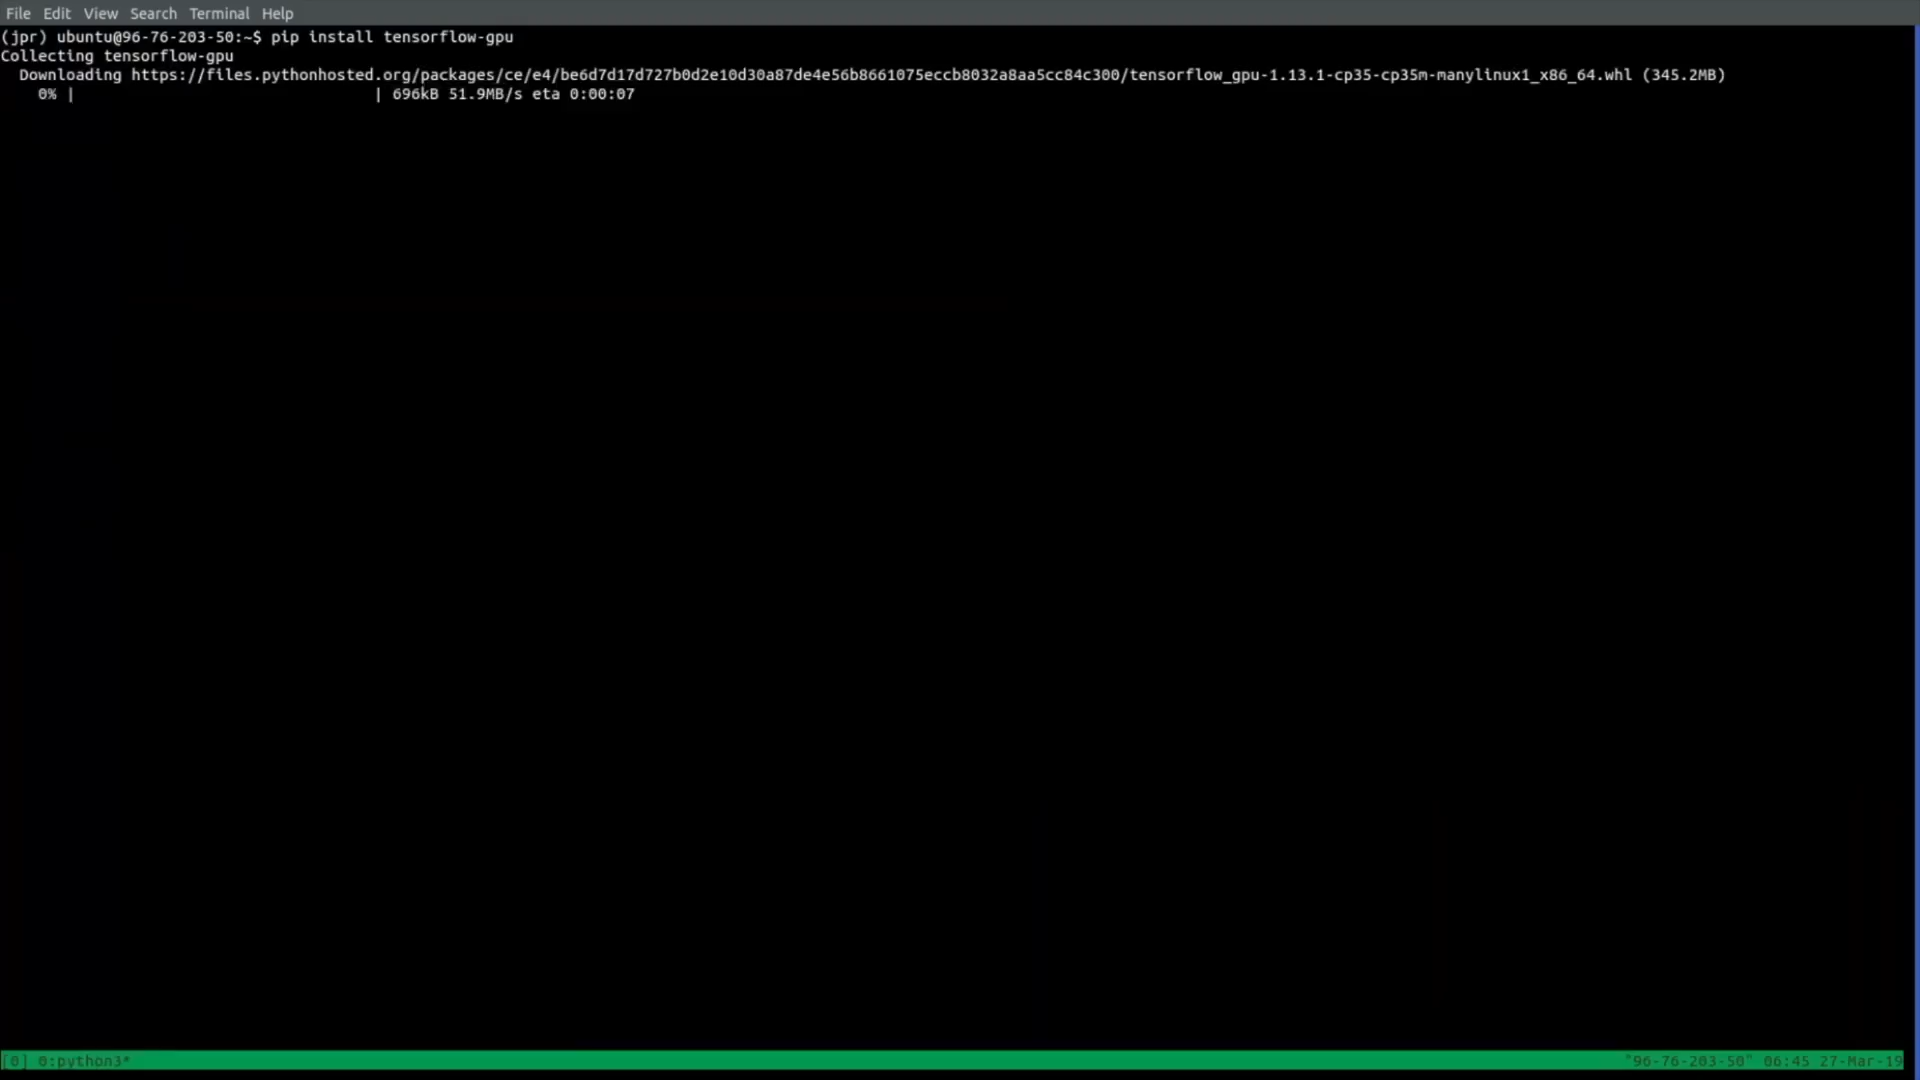 File Edit View Search Terminal Help
(jpr) ubuntu@96-76-203-50:~$ pip install tensorflow-gpu
Collecting tensorflow-gpu
  Downloading https://files.pythonhosted.org/packages/ce/e4/be6d7d17d727b0d2e10d30a87de4e56b8661075eccb8032a8aa5cc84c300/tensorflow_gpu-1.13.1-cp35-cp35m-manylinux1_x86_64.whl (345.2MB)
    0% |                                | 696kB 51.9MB/s eta 0:00:07
[0] 0:python3* "96-76-203-50" 06:45 27-Mar-19